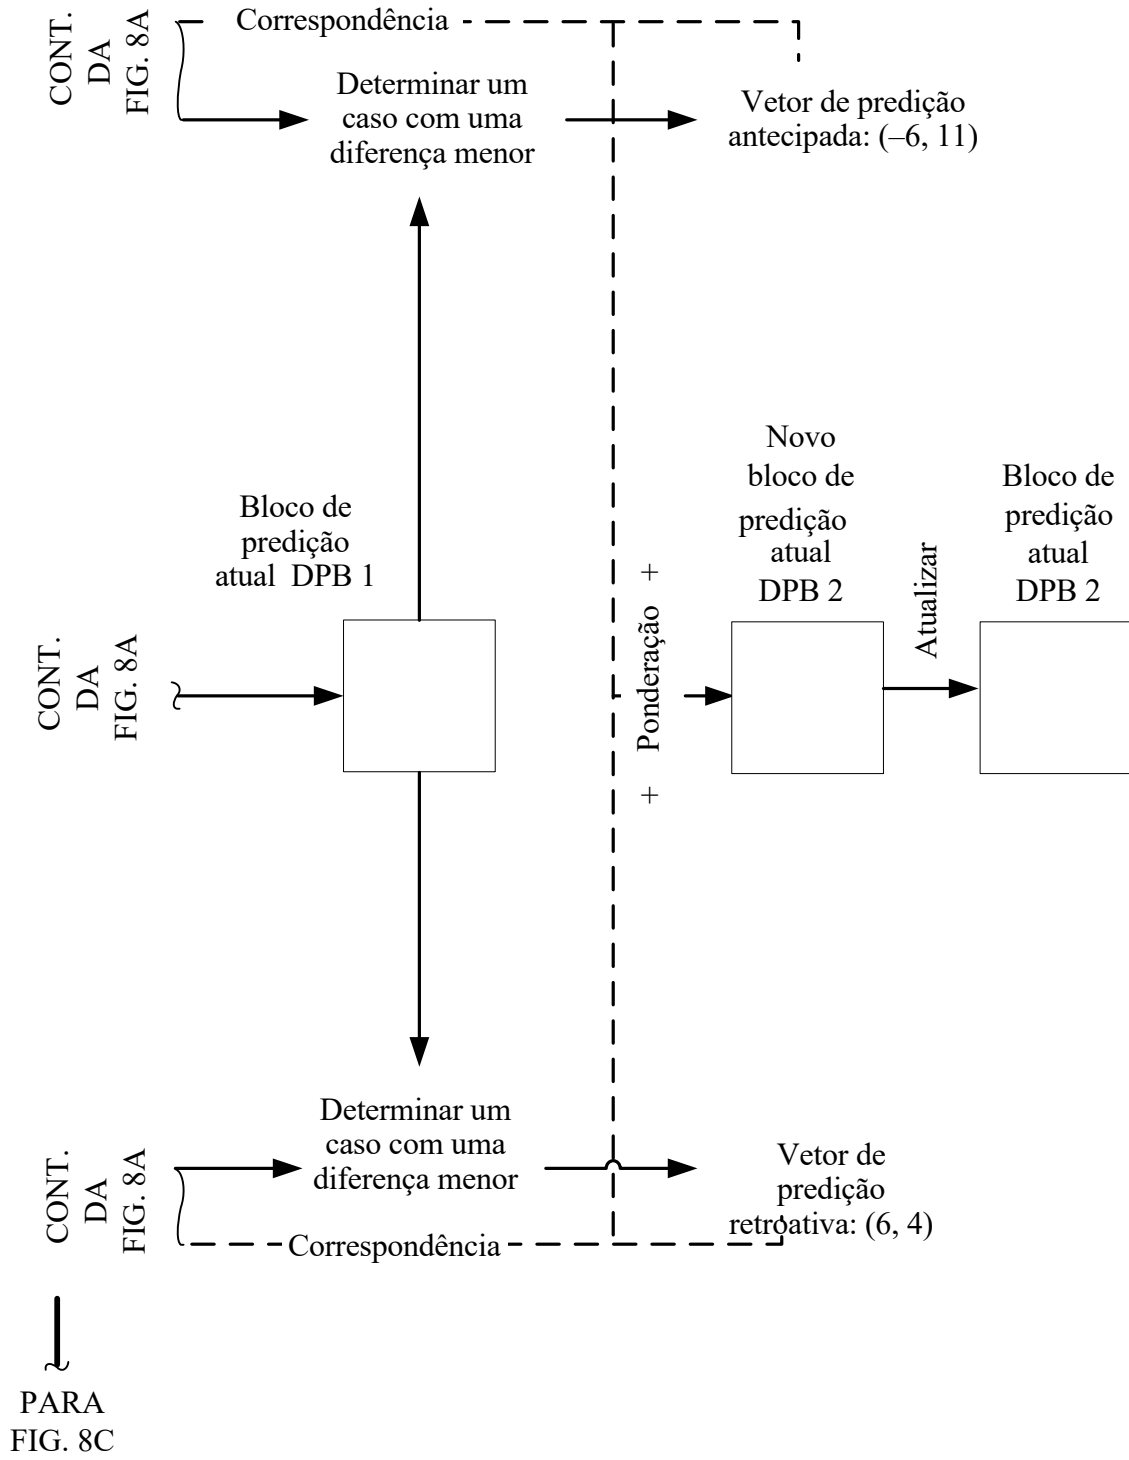 CONT.
DA
FIG. 8A
Correspondência
Determinar um
caso com uma
diferença menor
Vetor de predição
antecipada: (–6, 11)
Bloco de
predição
atual DPB 1
Novo
bloco de
predição
atual
DPB 2
Bloco de
predição
atual
DPB 2
CONT.
DA
FIG. 8A
+ Ponderação +
Atualizar
CONT.
DA
FIG. 8A
Determinar um
caso com uma
diferença menor
Correspondência
Vetor de
predição
retroativa: (6, 4)
PARA
FIG. 8C